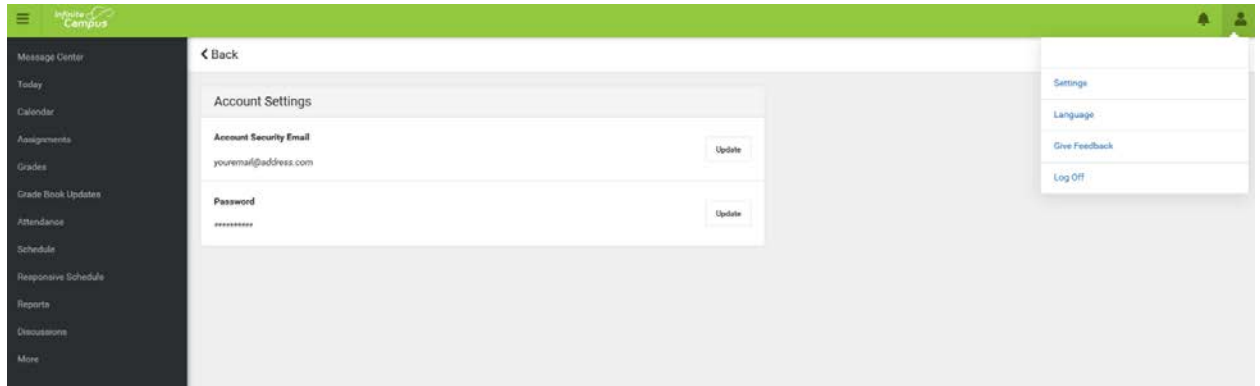 Infinite
Campus
Message Center
Today
Calendar
Assignments
Grades
Grade Book Updates
Attendance
Schedule
Responsive Schedule
Reports
Discussions
More
Back
Account Settings
Account Security Email
youremail@address.com
Update
Password
**********
Update
Settings
Language
Give Feedback
Log Off